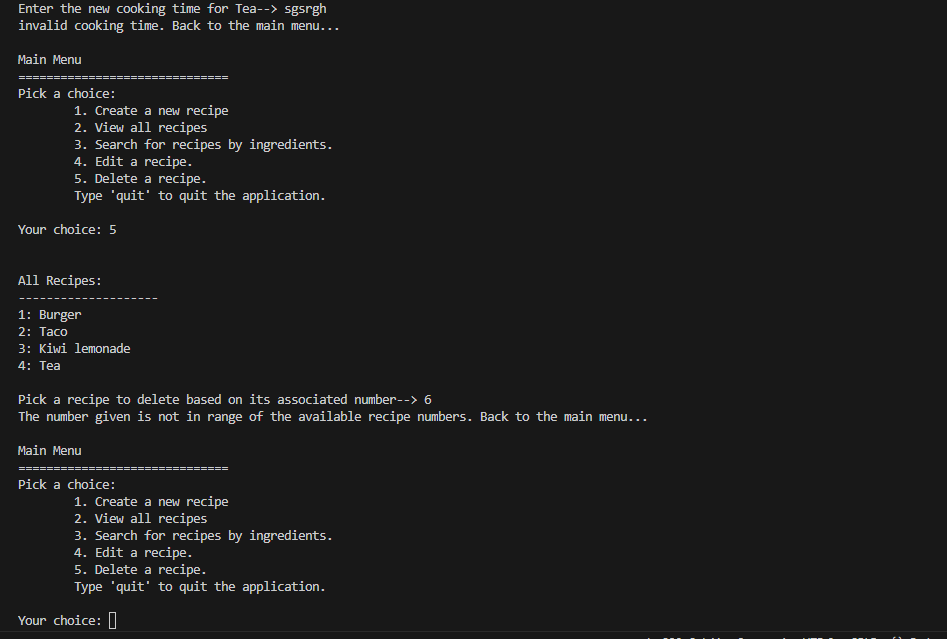 Enter the new cooking time for Tea--> sgsrgh
invalid cooking time. Back to the main menu...
Main Menu
==============================
Pick a choice:
1. Create a new recipe
2. View all recipes
3. Search for recipes by ingredients.
4. Edit a recipe.
5. Delete a recipe.
Type 'quit' to quit the application.
Your choice: 5
All Recipes:
--------------------
1: Burger
2: Taco
3: Kiwi lemonade
4: Tea
Pick a recipe to delete based on its associated number--> 6
The number given is not in range of the available recipe numbers. Back to the main menu...
Main Menu
==============================
Pick a choice:
1. Create a new recipe
2. View all recipes
3. Search for recipes by ingredients.
4. Edit a recipe.
5. Delete a recipe.
Type 'quit' to quit the application.
Your choice: